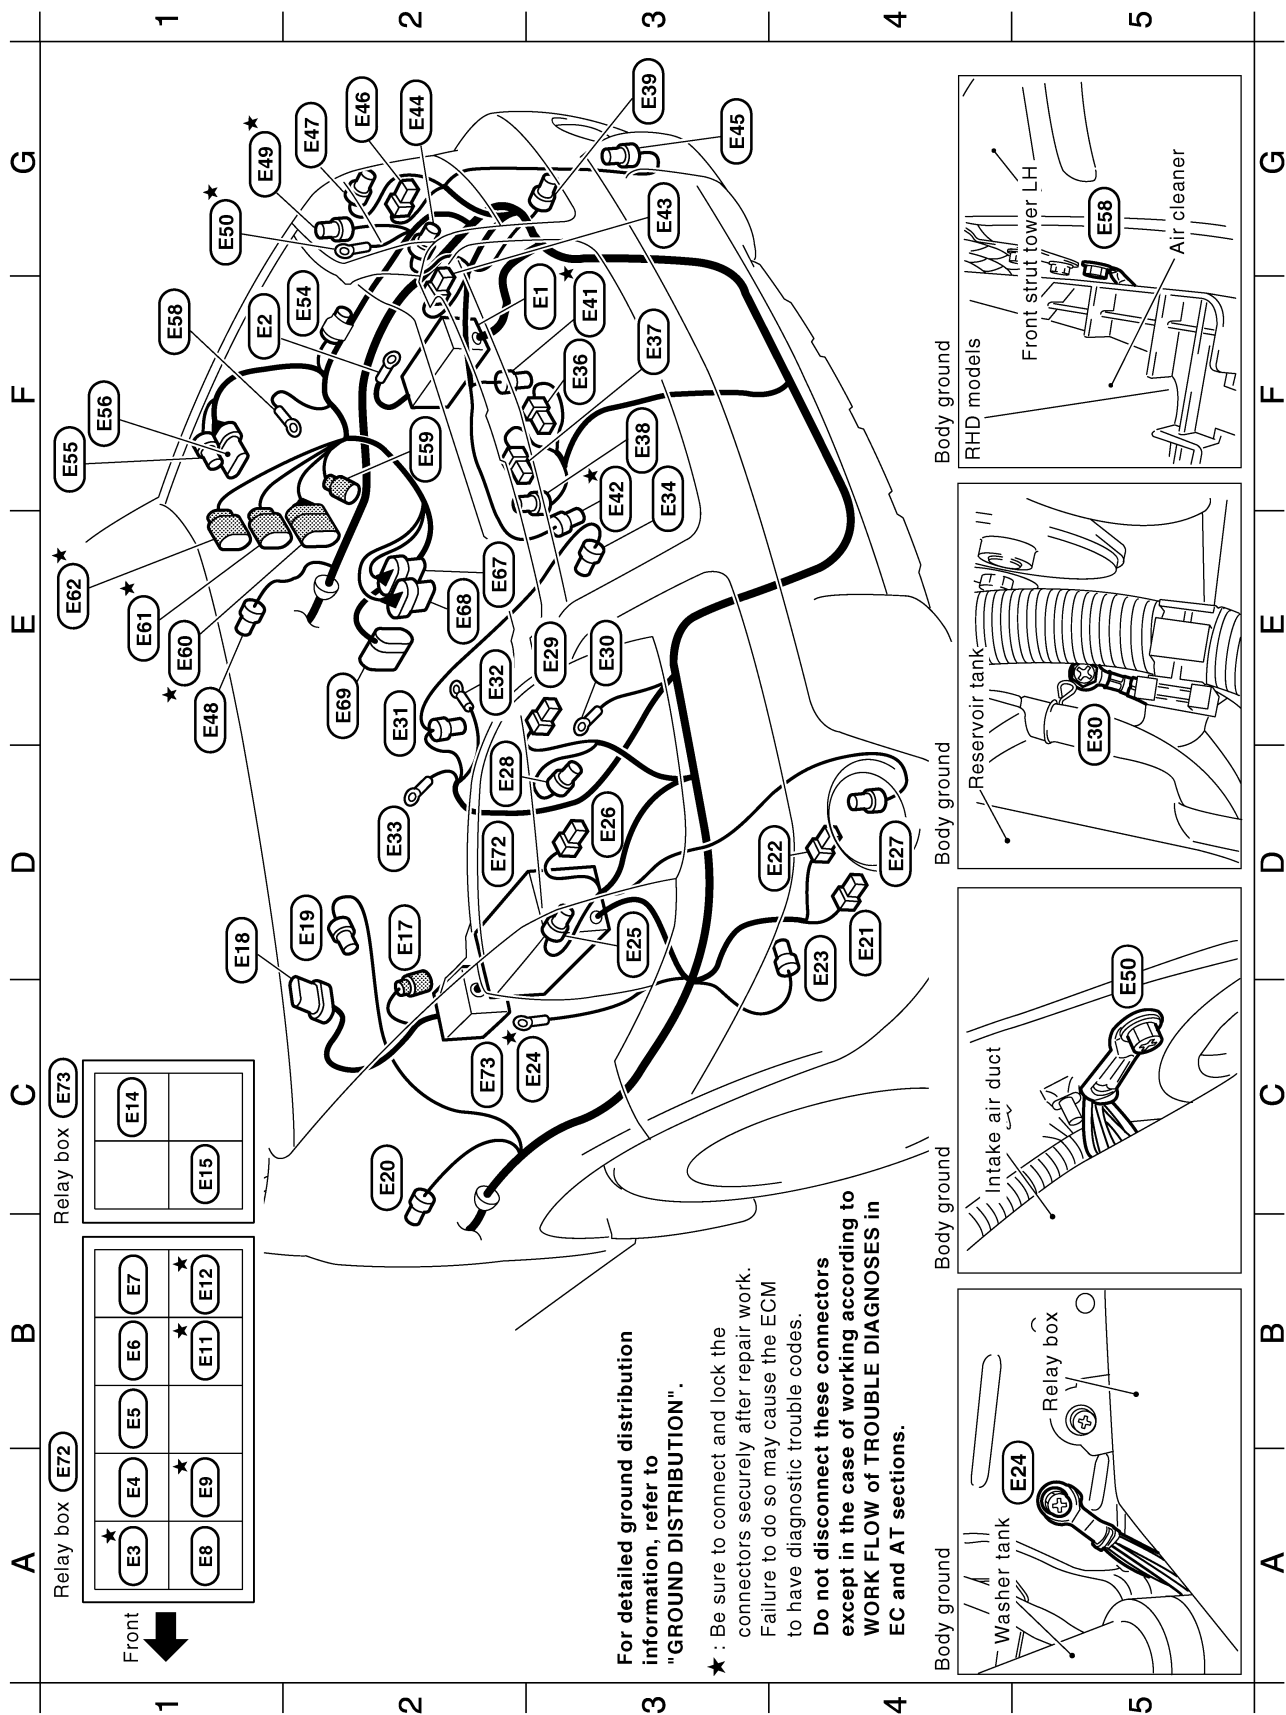 A B C D E F G
1
2
3
4
5
Front
Relay box E72
E3 ★ E4 E5 E6 E7
E8 E9 ★ E11 ★ E12 ★
Relay box E73
E14
E15
E62 ★
E61 ★
E60 ★
E48
E55
E56
E58
E2
E54
E50 ★
E49 ★
E47
E46
E44
E18
E19
E17
E20
E33
E31
E69
E32
E68
E67
E59
E72
E73
E24 ★
E28
E29
E30
E26
E25
E1
E41 ★
E36
E37
E38
E42 ★
E34
E43
E39
E45
E22
E23
E21
E27
For detailed ground distribution
information, refer to
"GROUND DISTRIBUTION".
★ : Be sure to connect and lock the
connectors securely after repair work.
Failure to do so may cause the ECM
to have diagnostic trouble codes.
Do not disconnect these connectors
except in the case of working according to
WORK FLOW of TROUBLE DIAGNOSES in
EC and AT sections.
Body ground
Washer tank
E24
Relay box
Body ground
Intake air duct
E50
Body ground
Reservoir tank
E30
Body ground
RHD models
Front strut tower LH
E58
Air cleaner
1
2
3
4
5
A B C D E F G